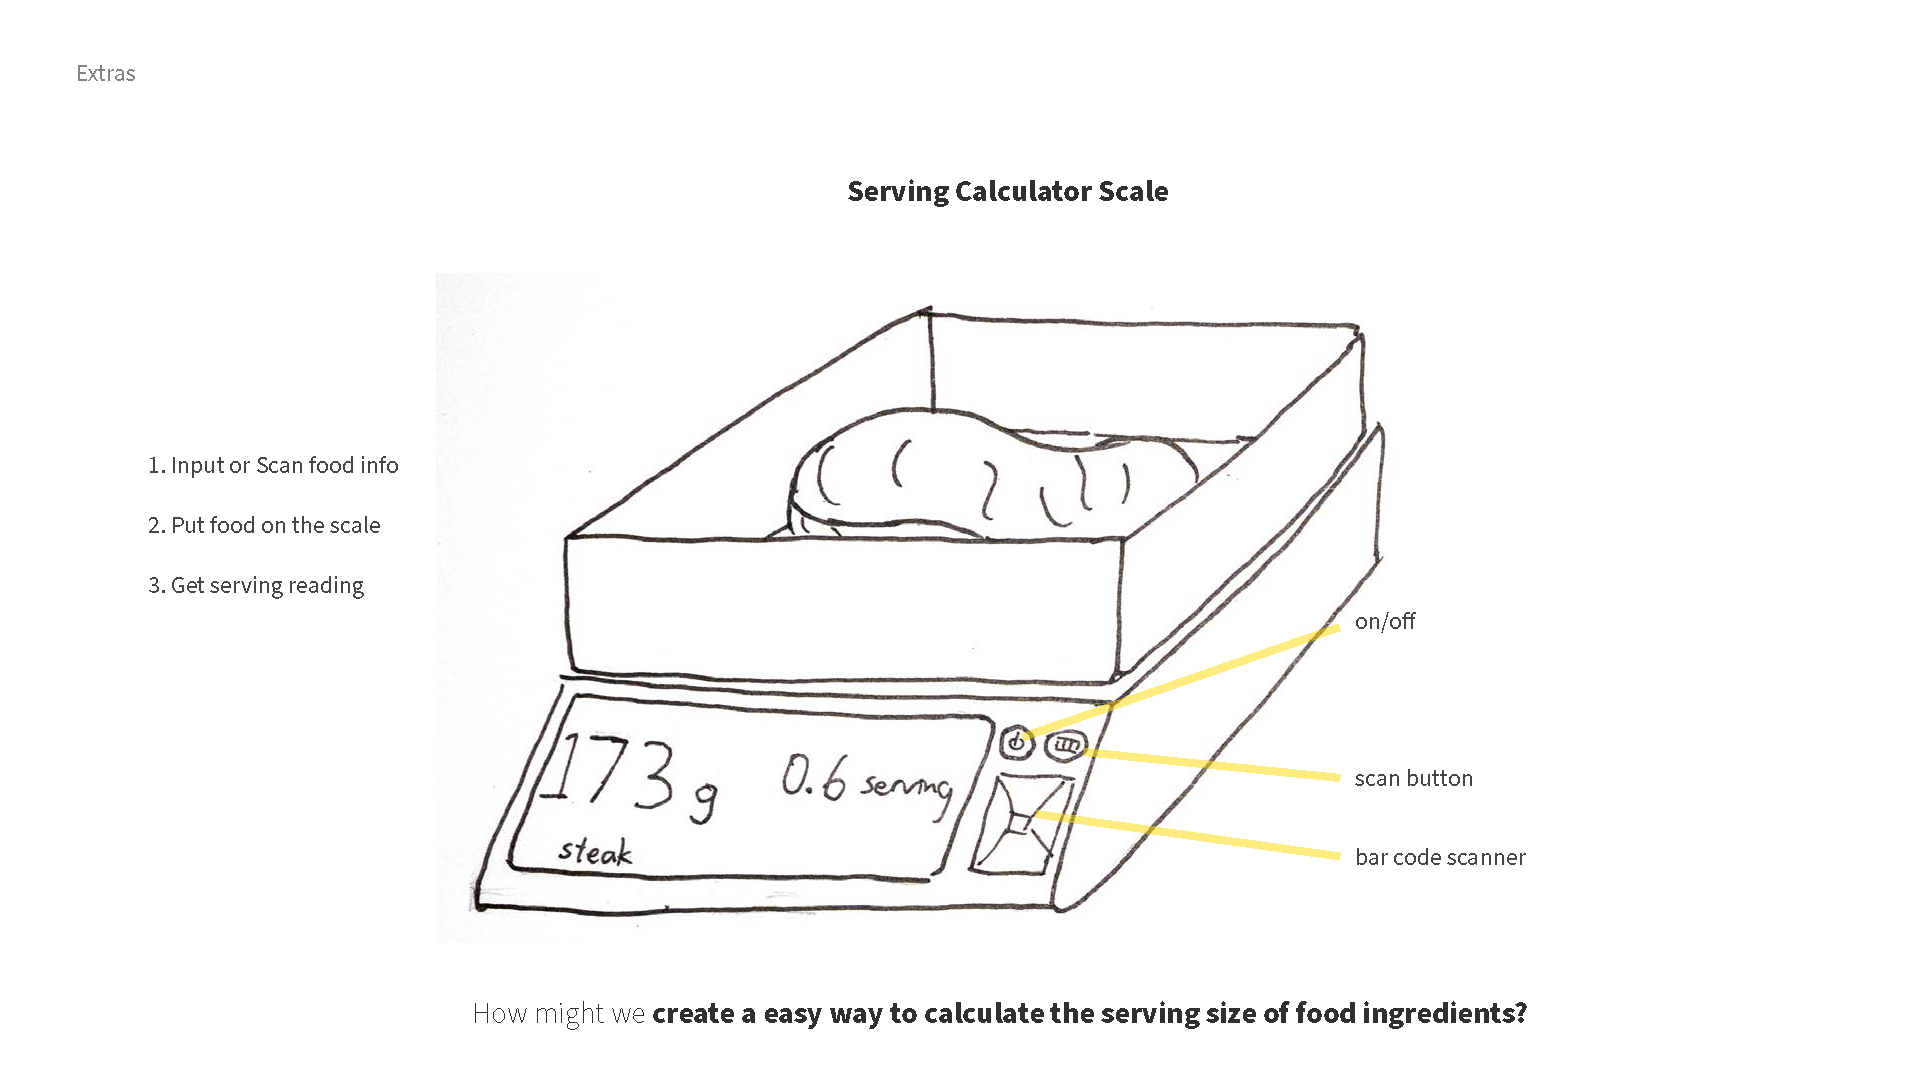 Extras
Serving Calculator Scale
1. Input or Scan food info
2. Put food on the scale
3. Get serving reading
on/off
173 g
0.6 serving
steak
scan button
bar code scanner
How might we create a easy way to calculate the serving size of food ingredients?